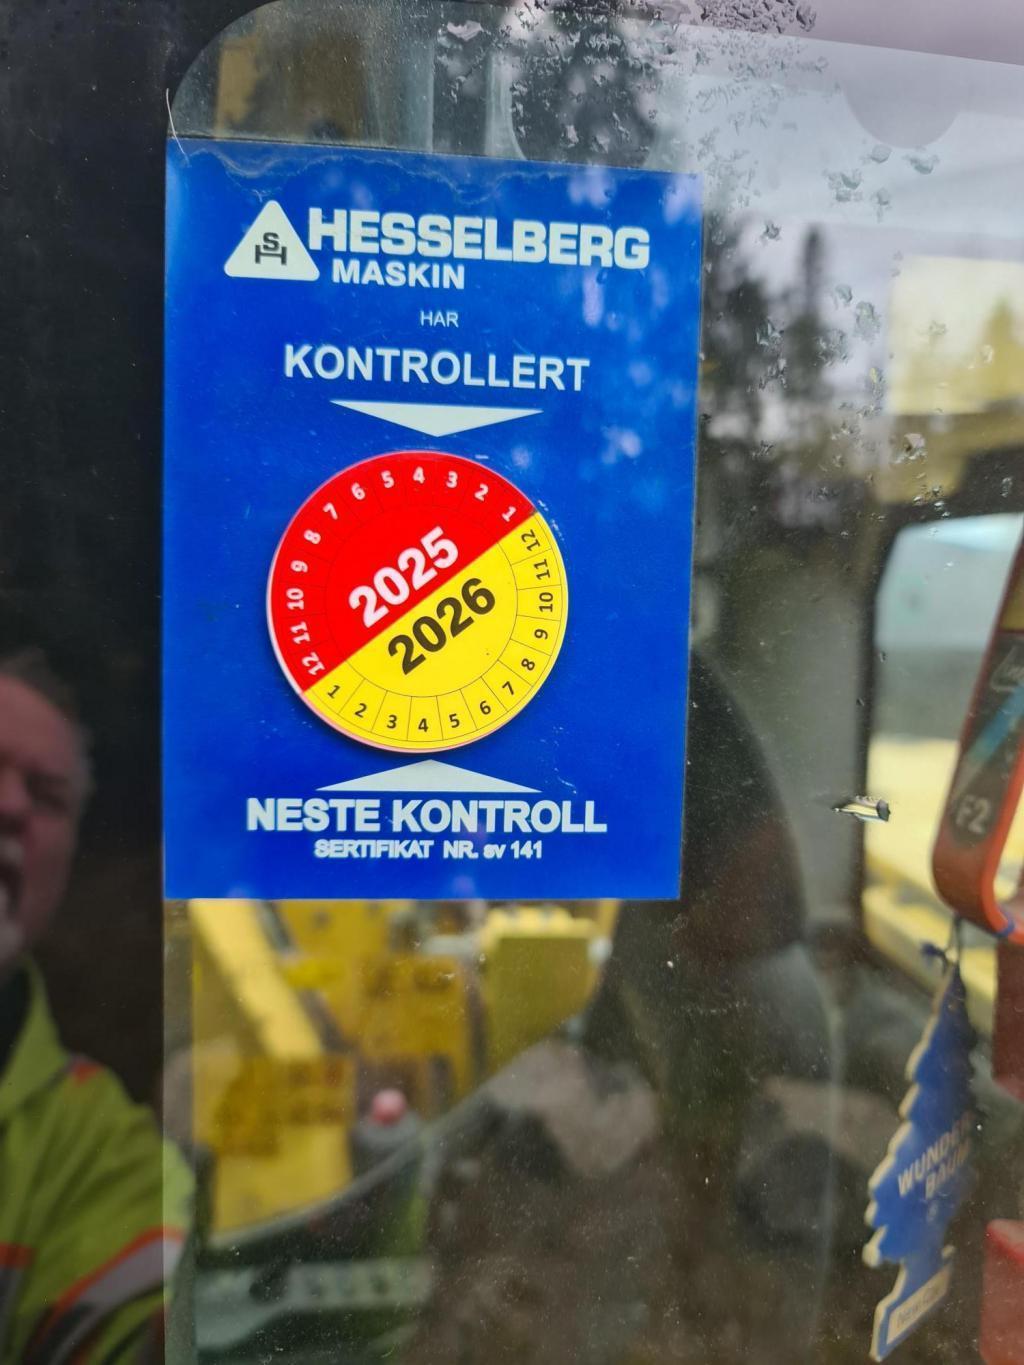 SH
HESSELBERG
MASKIN
HAR
KONTROLLERT
12 11 10 9 8 7 6 5 4 3 2 1
2025
2026
1 2 3 4 5 6 7 8 9 10 11 12
NESTE KONTROLL
SERTIFIKAT NR. sv 141
F2
WUNDER
BAUM